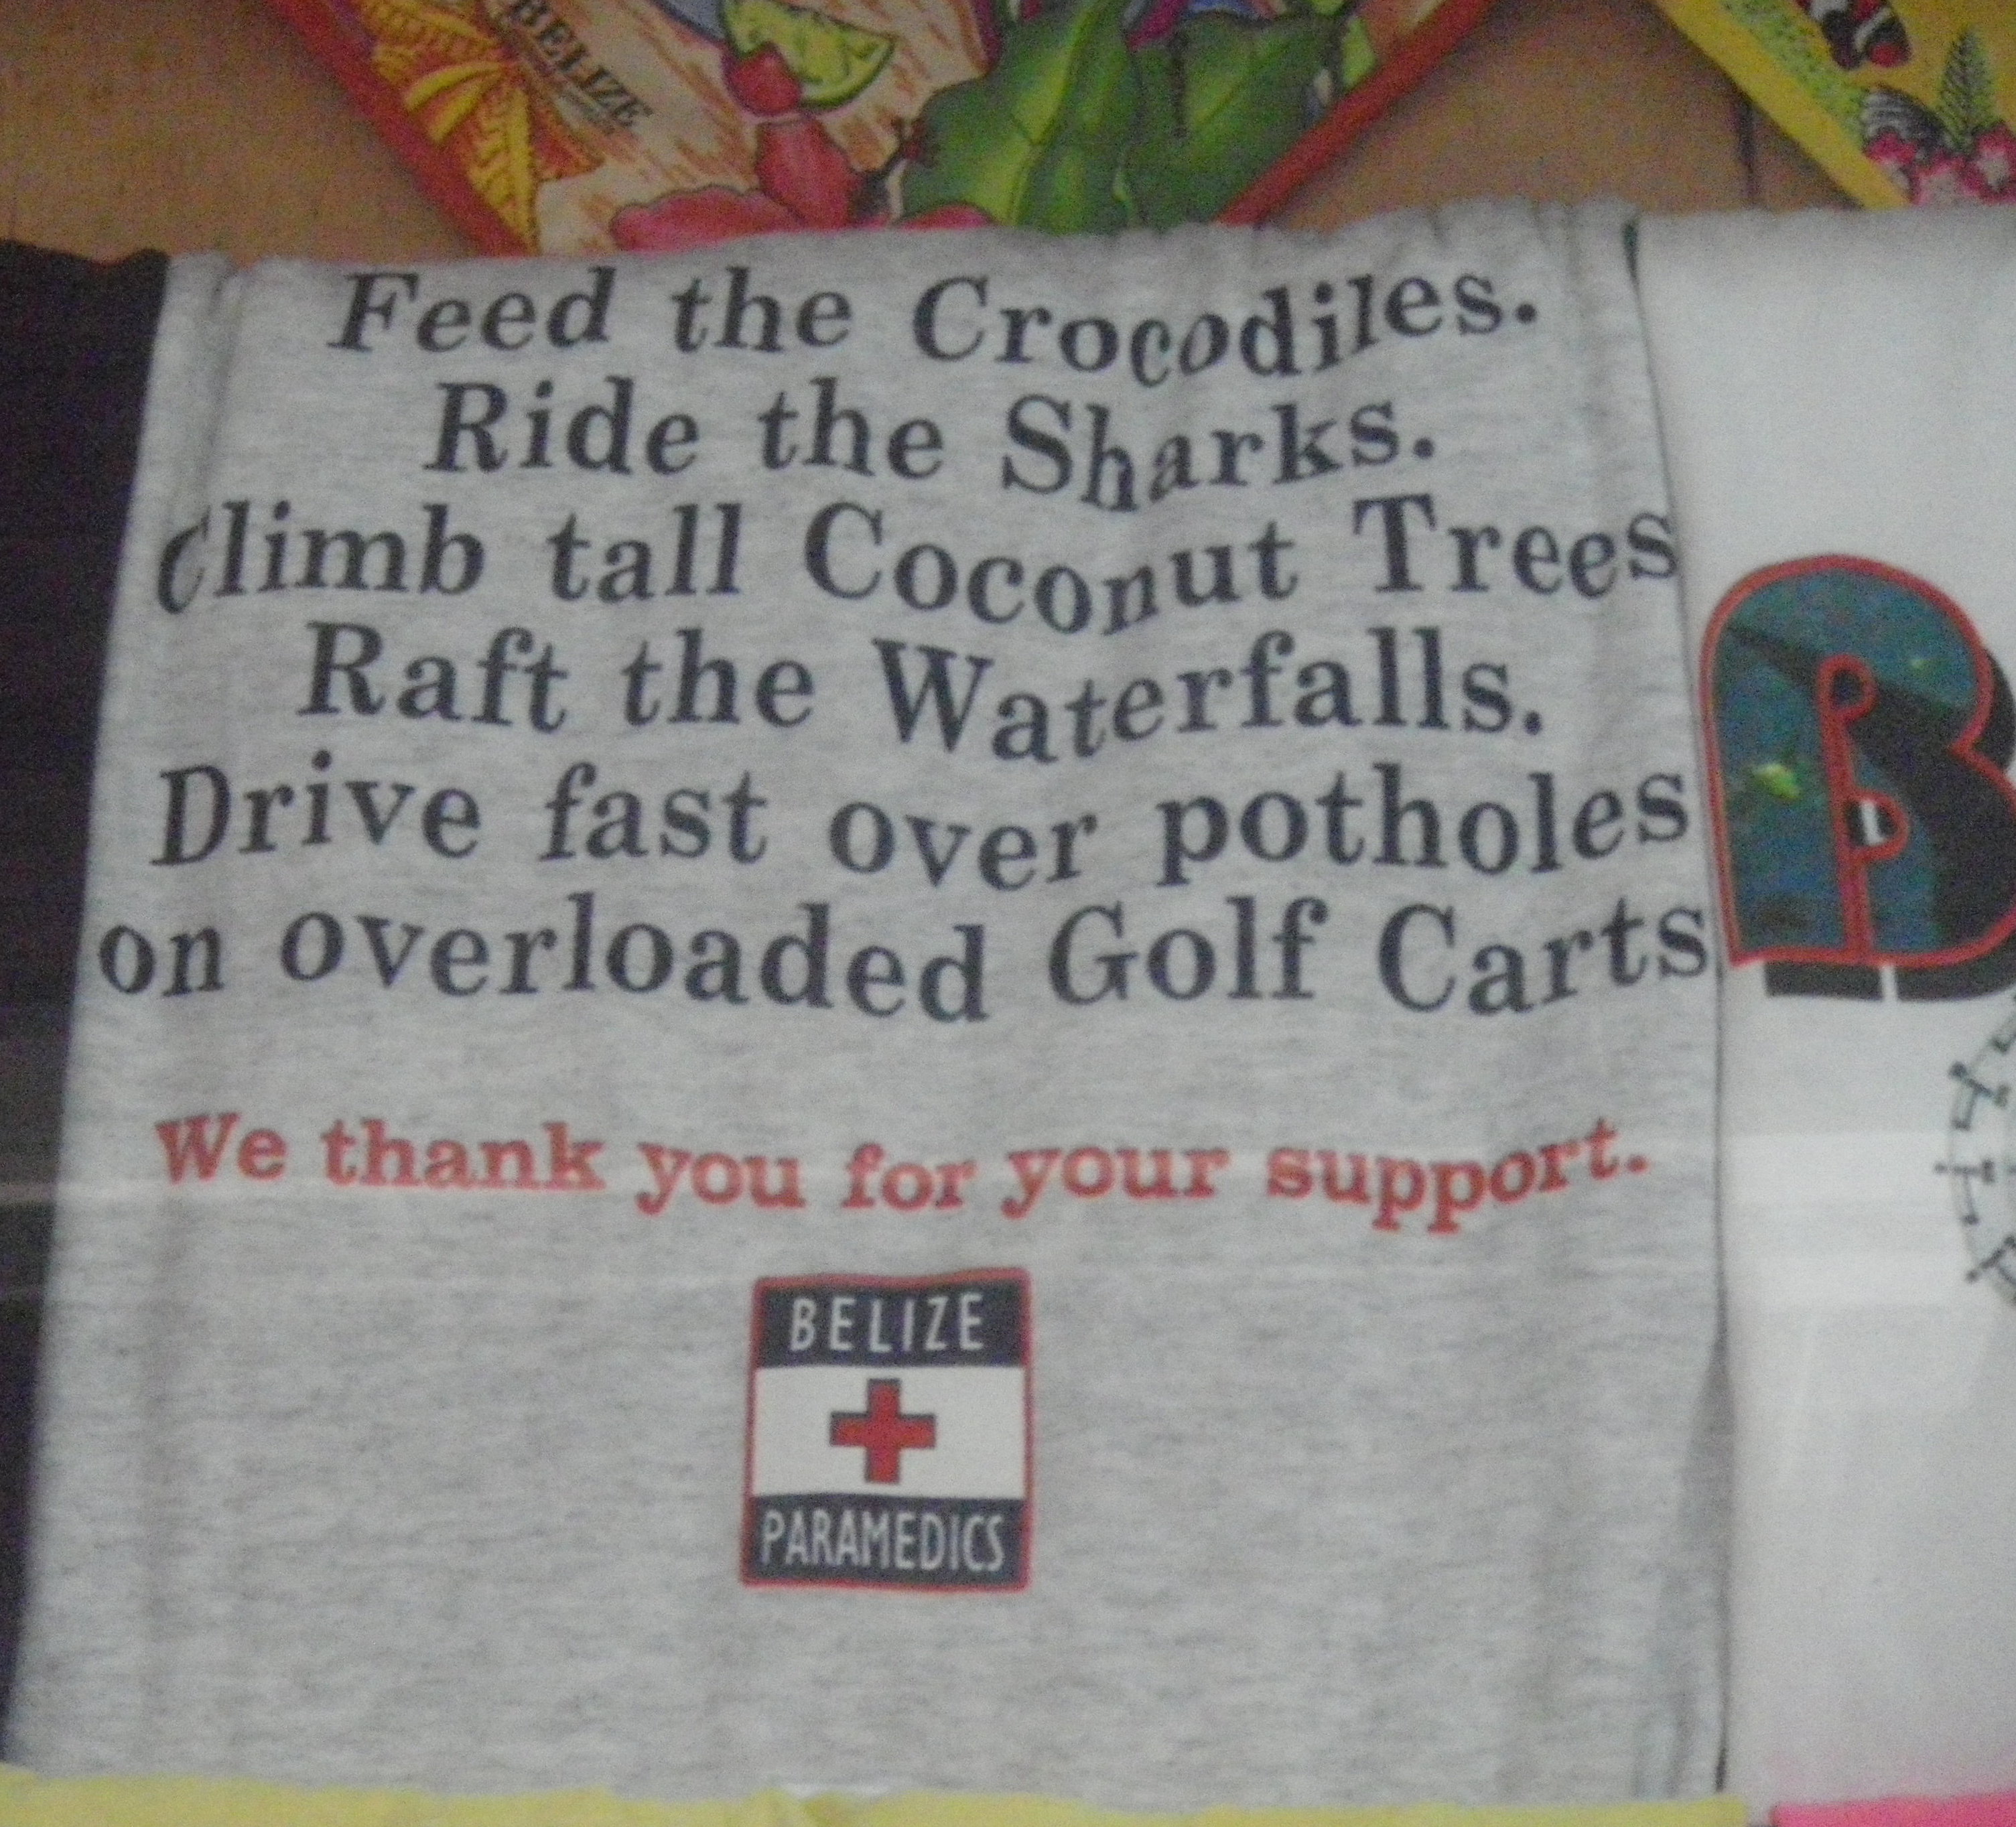 BELIZE
Feed the Crocodiles.
Ride the Sharks.
Climb tall Coconut Trees
Raft the Waterfalls.
Drive fast over potholes
on overloaded Golf Carts
We thank you for your support.
BELIZE
PARAMEDICS
B